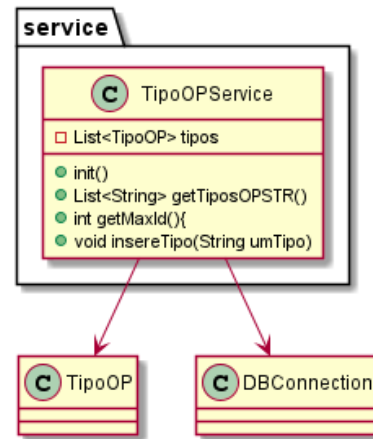 service
C TipoOPService
List<TipoOP> tipos
init()
List<String> getTiposOPSTR()
int getMaxId(){
void insereTipo(String umTipo)
C TipoOP
C DBConnection